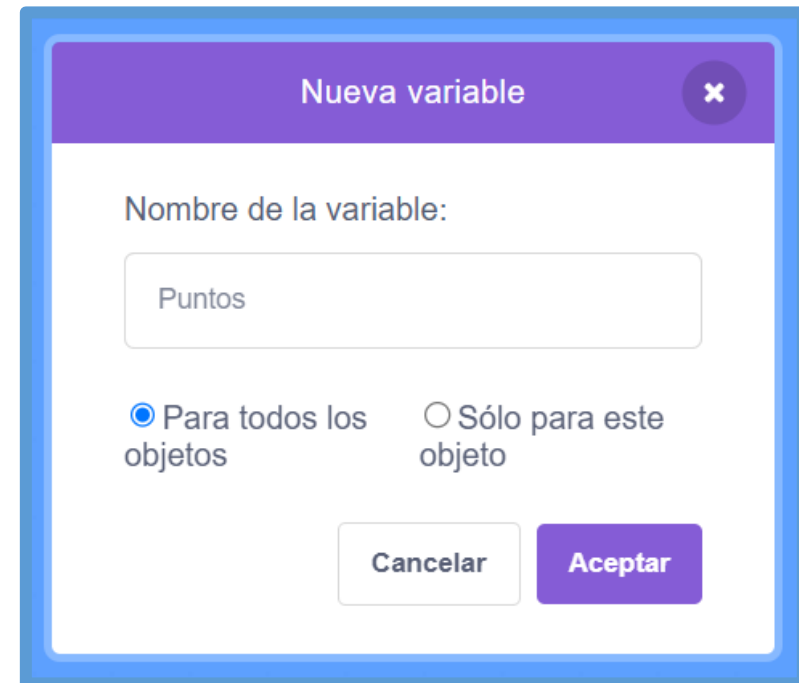 Nueva variable
Nombre de la variable:
Puntos
Para todos los
objetos
Sólo para este
objeto
Cancelar
Aceptar